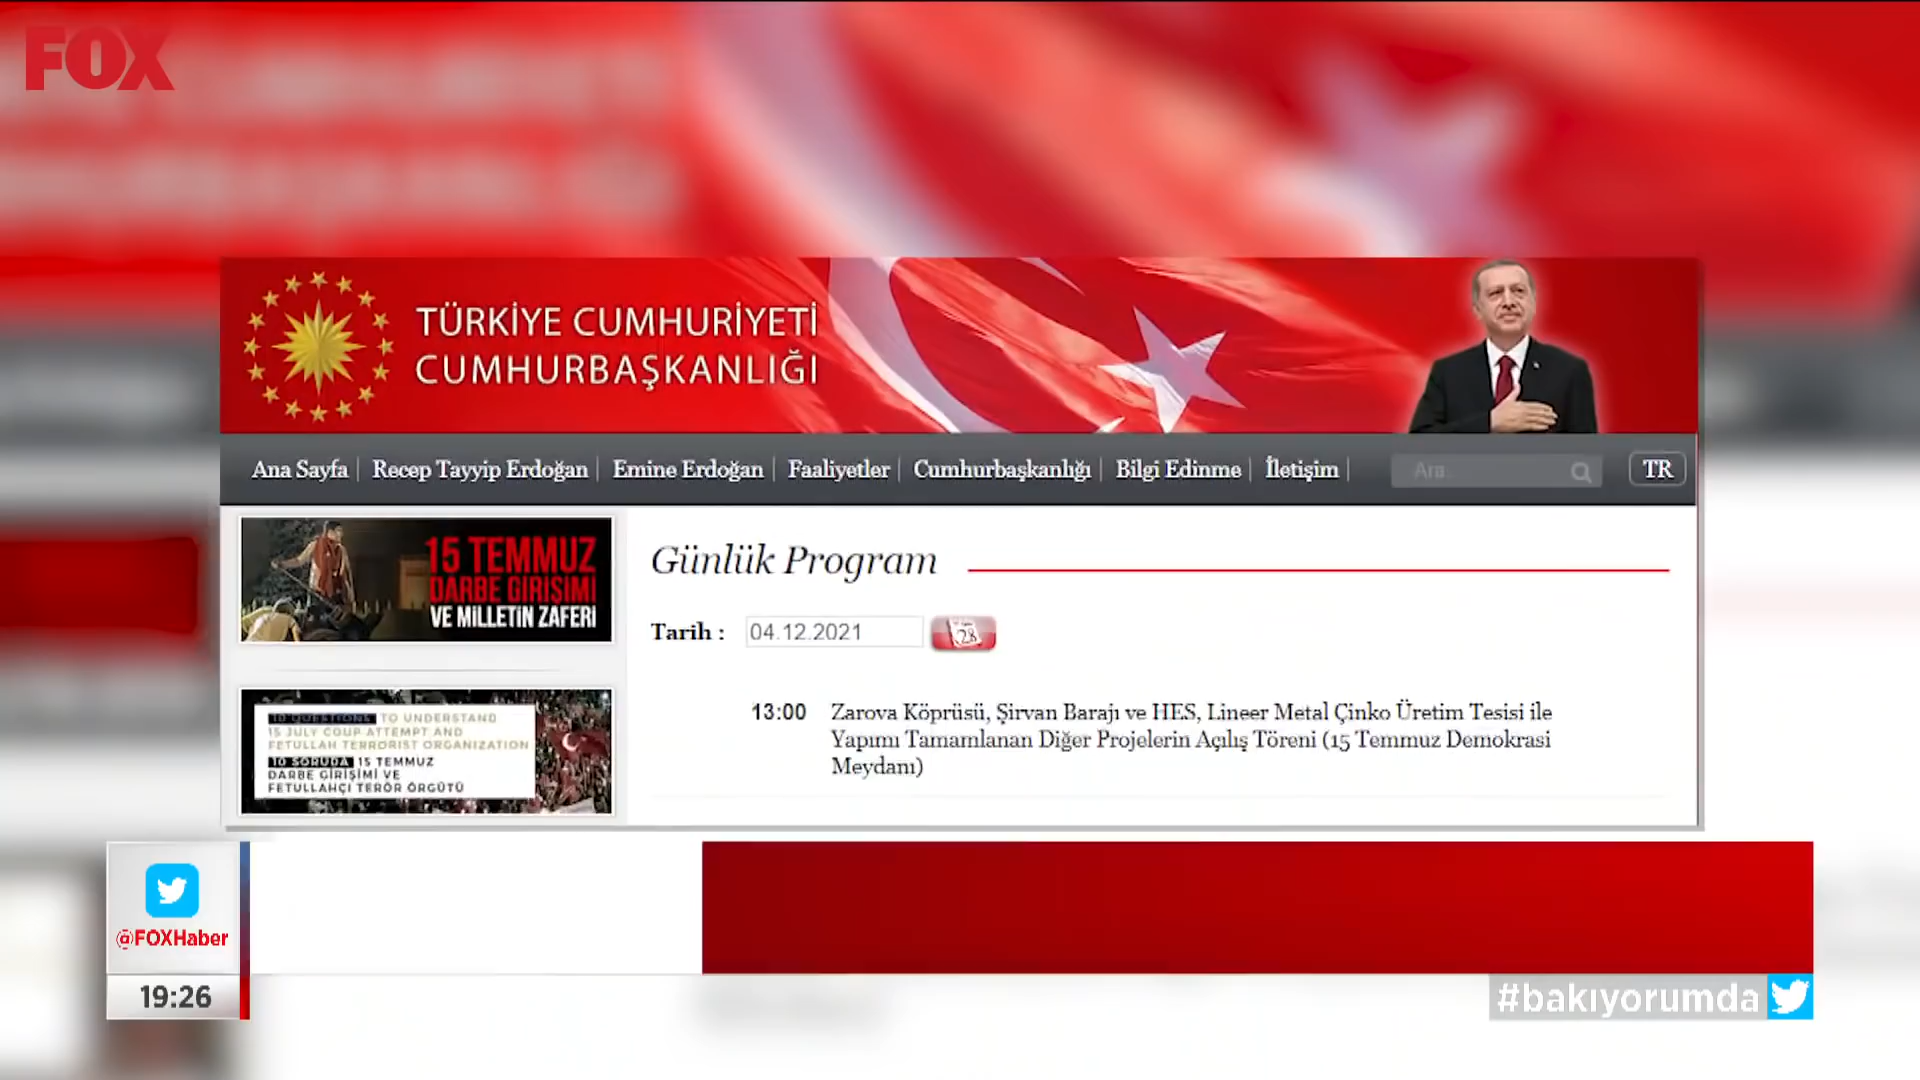 FOX
TÜRKİYE CUMHURİYETİ
CUMHURBAŞKANLIĞI
Ana Sayfa
Recep Tayyip Erdoğan
Emine Erdoğan
Faaliyetler
Cumhurbaşkanlığı
Bilgi Edinme
İletişim
Ara..
TR
15 TEMMUZ
DARBE GİRİŞİMİ
VE MİLLETİN ZAFERİ
10 QUESTIONS TO UNDERSTAND
15 JULY COUP ATTEMPT AND
FETULLAH TERRORIST ORGANIZATION
10 SORUDA 15 TEMMUZ
DARBE GİRİŞİMİ VE
FETULLAHÇI TERÖR ÖRGÜTÜ
Günlük Program
Tarih : 04.12.2021
28
13:00 Zarova Köprüsü, Şirvan Barajı ve HES, Lineer Metal Çinko Üretim Tesisi ile
Yapımı Tamamlanan Diğer Projelerin Açılış Töreni (15 Temmuz Demokrasi
Meydanı)
@FOXHaber
19:26
#bakıyorumda